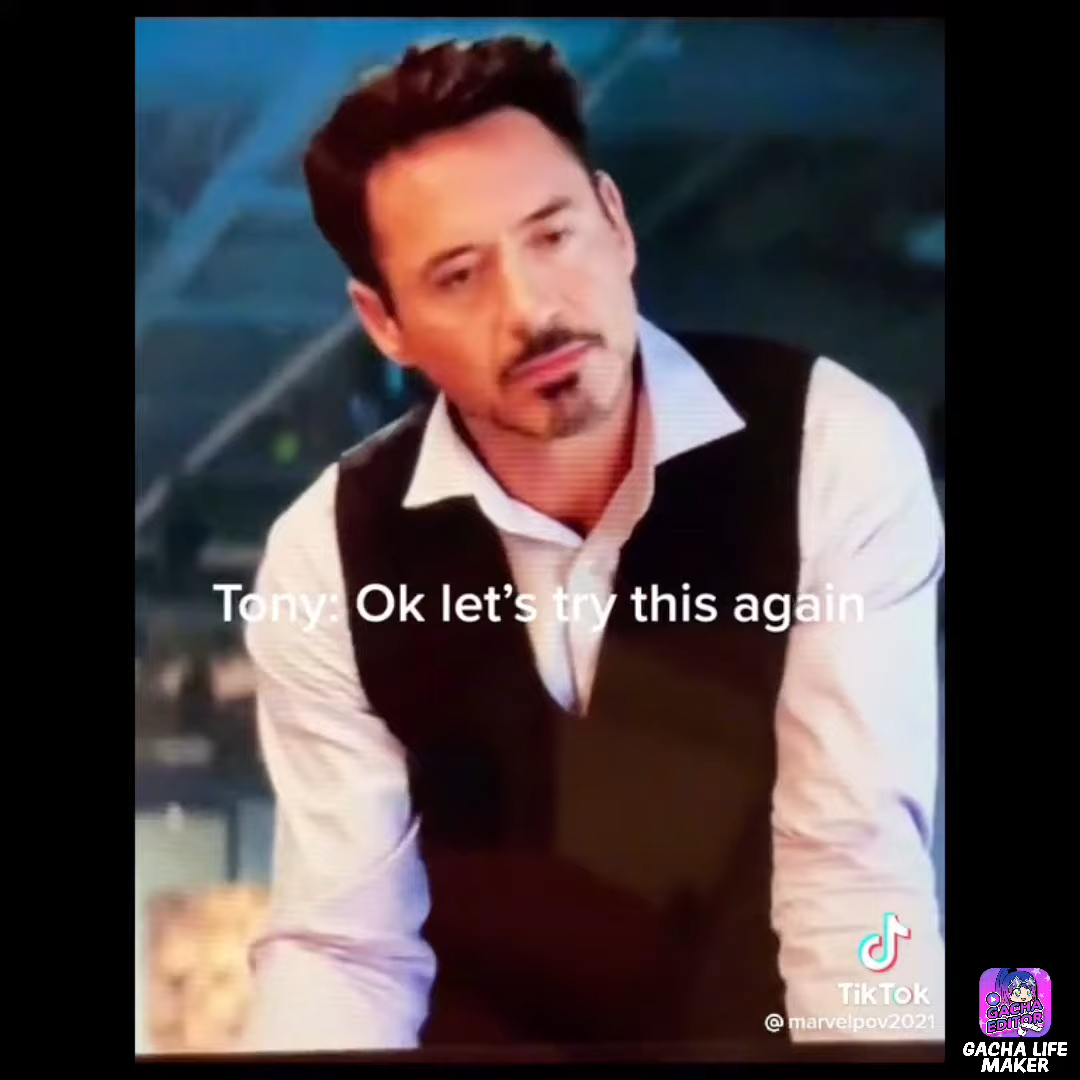 Tony: Ok let's try this again
TikTok
@marvelpov2021
GACHA
EDITOR
GACHA LIFE
MAKER